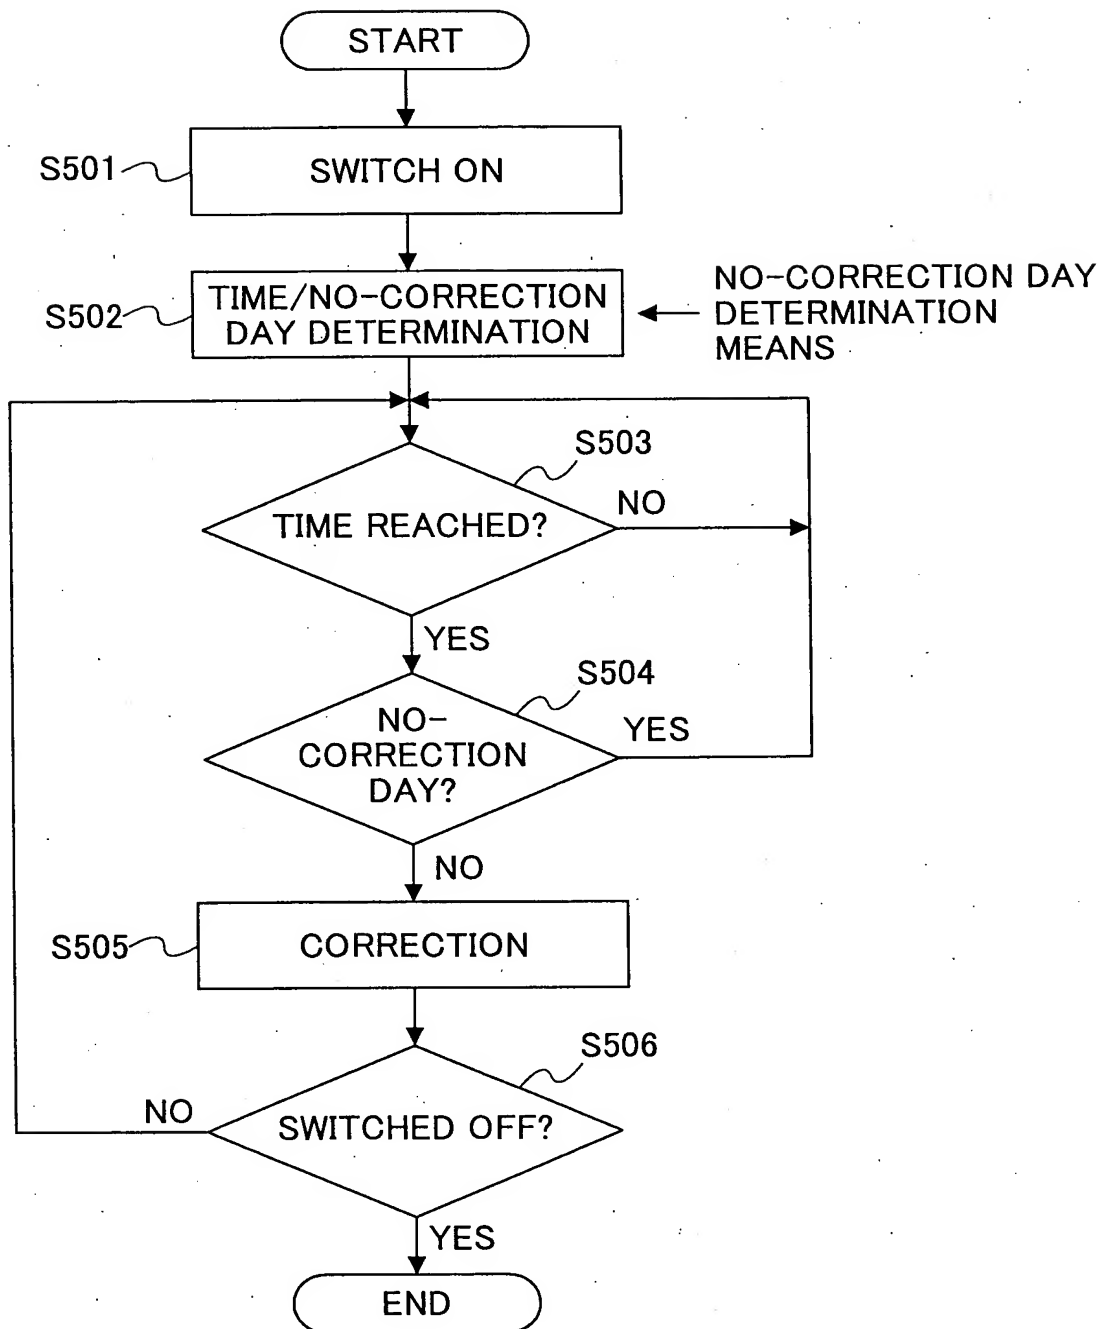 START
S501
SWITCH ON
S502
TIME/NO-CORRECTION
DAY DETERMINATION
NO-CORRECTION DAY
DETERMINATION
MEANS
S503
TIME REACHED?
NO
YES
S504
NO-
CORRECTION
DAY?
YES
NO
S505
CORRECTION
S506
SWITCHED OFF?
NO
YES
END